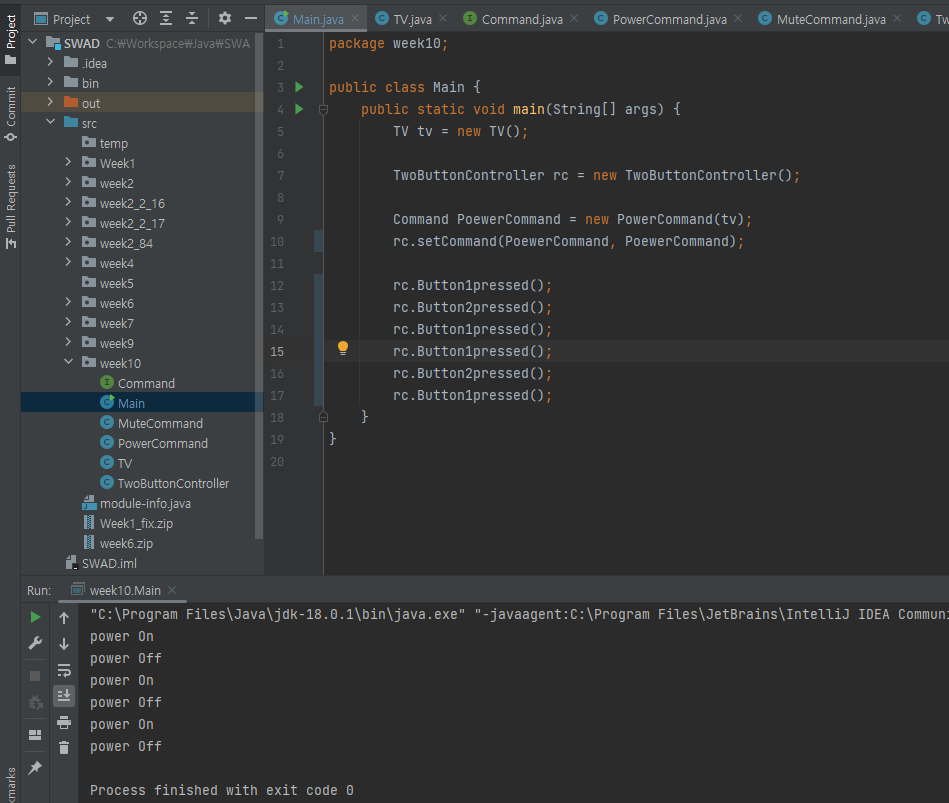 Project
Main.java
TV.java
Command.java
PowerCommand.java
MuteCommand.java
Tw
Project
Commit
Pull Requests
kmarks
SWAD C:₩Workspace₩Java₩SWA
.idea
bin
out
src
temp
Week1
week2
week2_2_16
week2_2_17
week2_84
week4
week5
week6
week7
week9
week10
Command
Main
MuteCommand
PowerCommand
TV
TwoButtonController
module-info.java
Week1_fix.zip
week6.zip
SWAD.iml
1 package week10;
2
3 public class Main {
4 public static void main(String[] args) {
5 TV tv = new TV();
6
7 TwoButtonController rc = new TwoButtonController();
8
9 Command PoewerCommand = new PowerCommand(tv);
10 rc.setCommand(PoewerCommand, PoewerCommand);
11
12 rc.Button1pressed();
13 rc.Button2pressed();
14 rc.Button1pressed();
15 rc.Button1pressed();
16 rc.Button2pressed();
17 rc.Button1pressed();
18 }
19 }
20
Run: week10.Main
"C:\Program Files\Java\jdk-18.0.1\bin\java.exe" "-javaagent:C:\Program Files\JetBrains\IntelliJ IDEA Commun
power On
power Off
power On
power Off
power On
power Off
Process finished with exit code 0